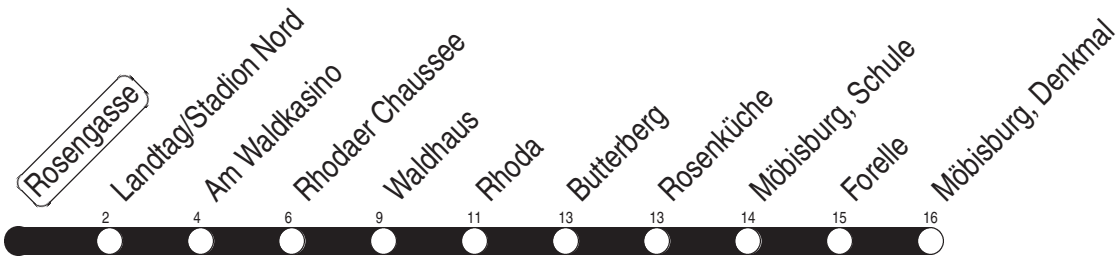 Rosengasse
Landtag/Stadion Nord
Am Waldkasino
Rhodaer Chaussee
Waldhaus
Rhoda
Butterberg
Rosenküche
Möbisburg, Schule
Forelle
Möbisburg, Denkmal
2 4 6 9 11 13 13 14 15 16